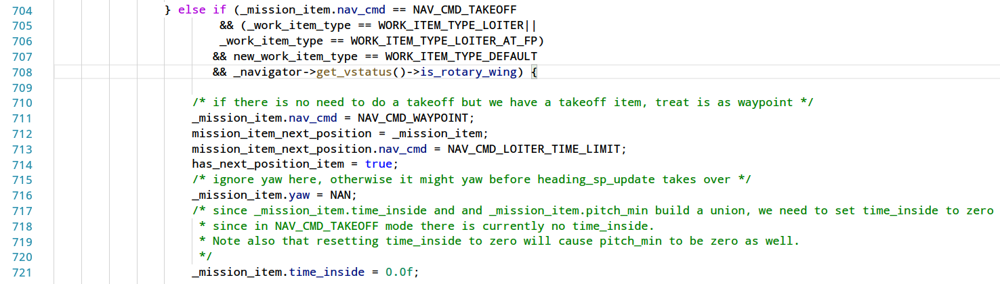 704 } else if (_mission_item.nav_cmd == NAV_CMD_TAKEOFF
705 && (_work_item_type == WORK_ITEM_TYPE_LOITER||
706 _work_item_type == WORK_ITEM_TYPE_LOITER_AT_FP)
707 && new_work_item_type == WORK_ITEM_TYPE_DEFAULT
708 && _navigator->get_vstatus()->is_rotary_wing) {
709
710 /* if there is no need to do a takeoff but we have a takeoff item, treat is as waypoint */
711 _mission_item.nav_cmd = NAV_CMD_WAYPOINT;
712 mission_item_next_position = _mission_item;
713 mission_item_next_position.nav_cmd = NAV_CMD_LOITER_TIME_LIMIT;
714 has_next_position_item = true;
715 /* ignore yaw here, otherwise it might yaw before heading_sp_update takes over */
716 _mission_item.yaw = NAN;
717 /* since _mission_item.time_inside and and _mission_item.pitch_min build a union, we need to set time_inside to zero
718 * since in NAV_CMD_TAKEOFF mode there is currently no time_inside.
719 * Note also that resetting time_inside to zero will cause pitch_min to be zero as well.
720 */
721 _mission_item.time_inside = 0.0f;